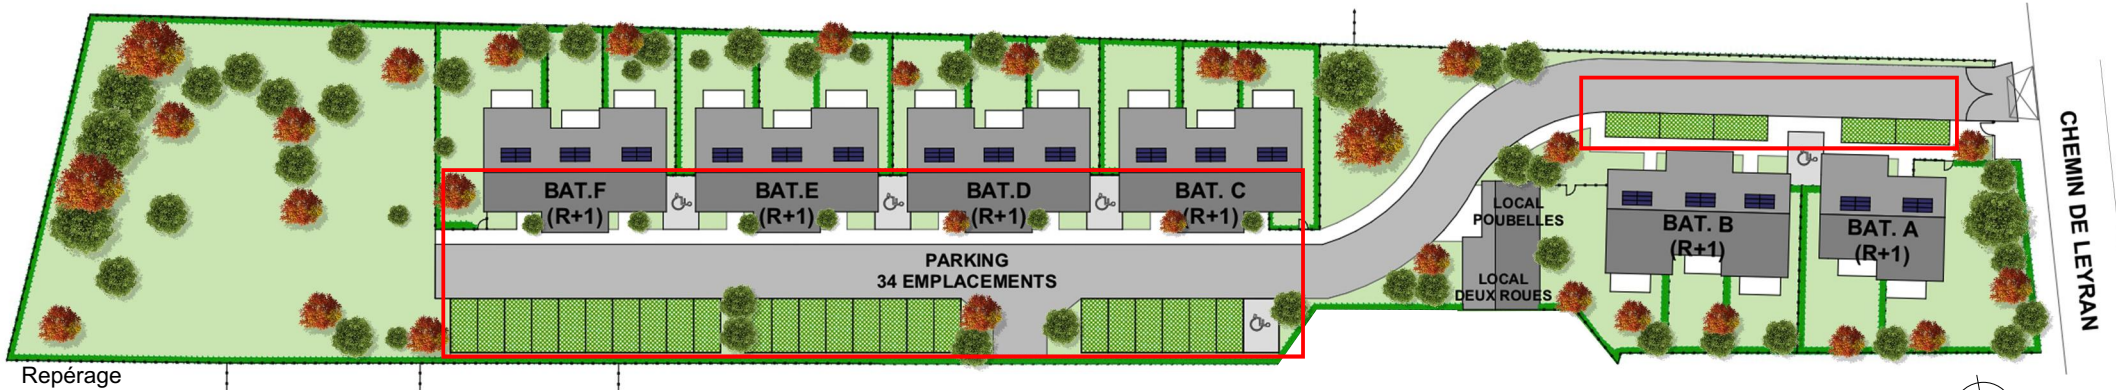 BAT.F
(R+1)
BAT.E
(R+1)
BAT.D
(R+1)
BAT. C
(R+1)
PARKING
34 EMPLACEMENTS
LOCAL
POUBELLES
LOCAL
DEUX ROUES
BAT. B
(R+1)
BAT. A
(R+1)
CHEMIN DE LEYRAN
Repérage